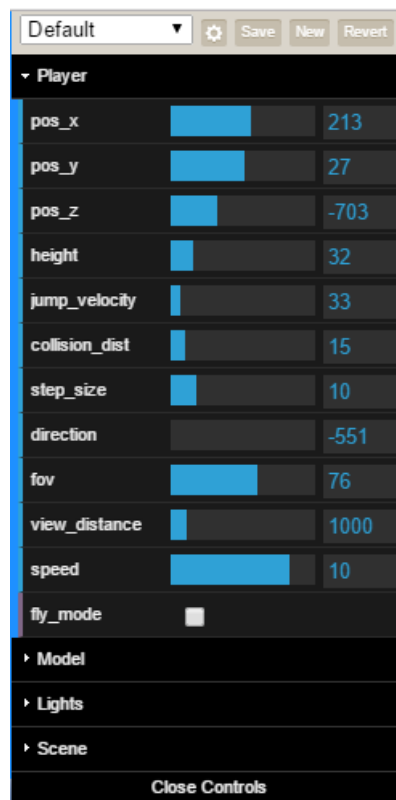 Default Save New Revert
Player
pos_x 213
pos_y 27
pos_z -703
height 32
jump_velocity 33
collision_dist 15
step_size 10
direction -551
fov 76
view_distance 1000
speed 10
fly_mode
Model
Lights
Scene
Close Controls